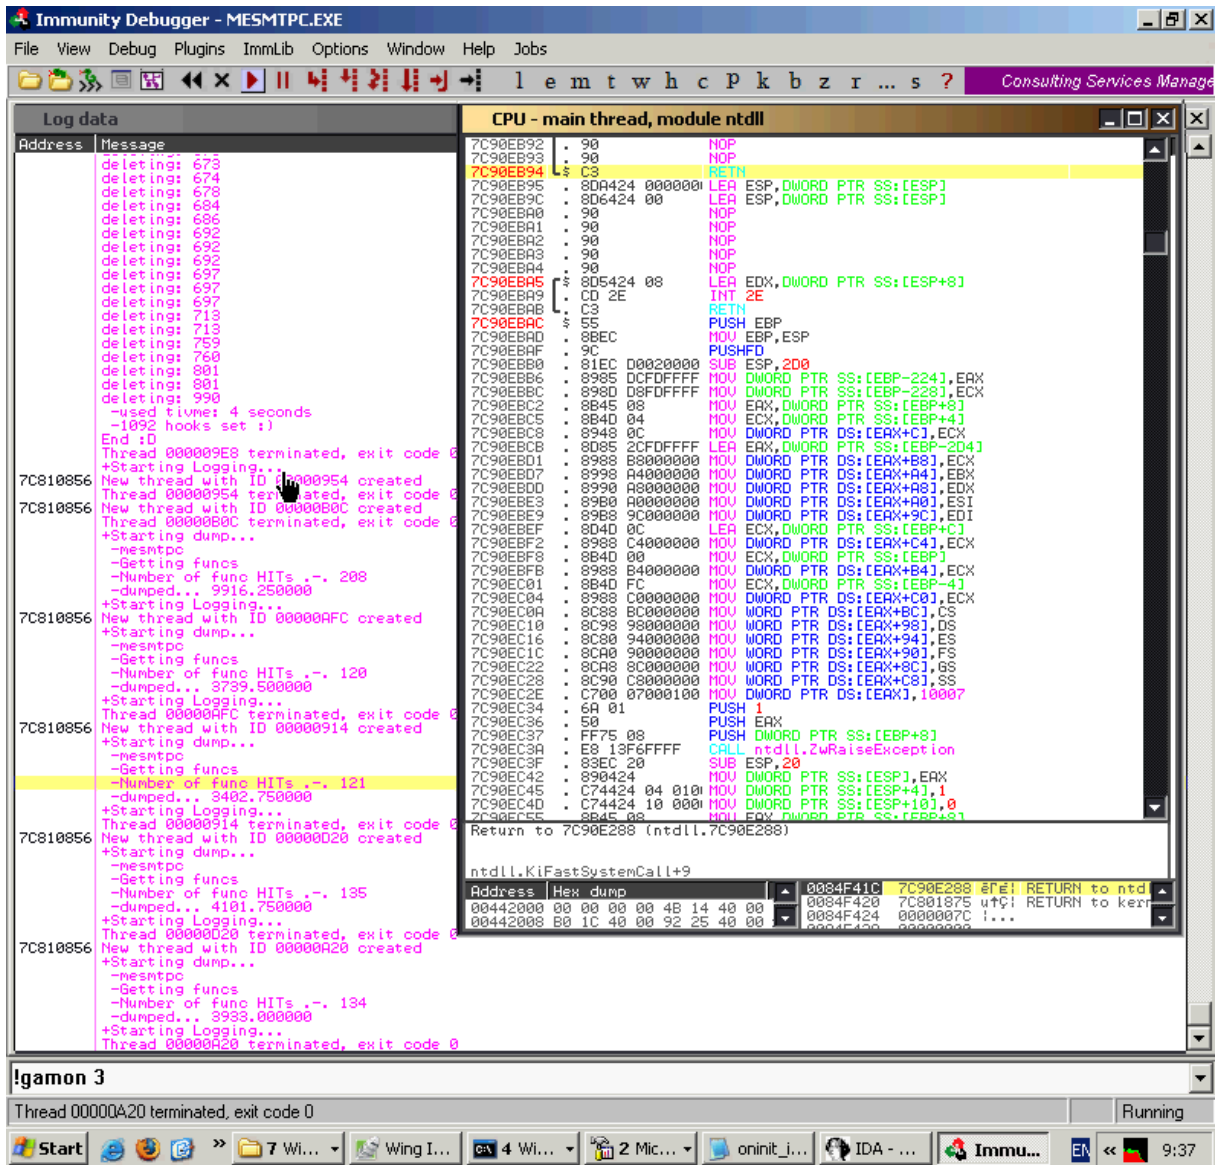 Immunity Debugger - MESMTPC.EXE
File View Debug Plugins ImmLib Options Window Help Jobs
l e m t w h c P k b z r ... s ? Consulting Services Manage
Log data
Address Message
deleting: 673
deleting: 674
deleting: 678
deleting: 684
deleting: 686
deleting: 692
deleting: 692
deleting: 692
deleting: 697
deleting: 697
deleting: 697
deleting: 713
deleting: 713
deleting: 759
deleting: 760
deleting: 801
deleting: 801
deleting: 990
-used tivme: 4 seconds
-1092 hooks set :)
End :D
Thread 000009E8 terminated, exit code 0
+Starting Logging...
7C810856 New thread with ID 00000954 created
Thread 00000954 terminated, exit code 0
7C810856 New thread with ID 00000B0C created
Thread 00000B0C terminated, exit code 0
+Starting dump...
-mesmtpc
-Getting funcs
-Number of func HITs .-. 208
-dumped... 9916.250000
+Starting Logging...
7C810856 New thread with ID 00000AFC created
+Starting dump...
-mesmtpc
-Getting funcs
-Number of func HITs .-. 120
-dumped... 3739.500000
+Starting Logging...
Thread 00000AFC terminated, exit code 0
7C810856 New thread with ID 00000914 created
+Starting dump...
-mesmtpc
-Getting funcs
-Number of func HITs .-. 121
-dumped... 3402.750000
+Starting Logging...
Thread 00000914 terminated, exit code 0
7C810856 New thread with ID 00000D20 created
+Starting dump...
-mesmtpc
-Getting funcs
-Number of func HITs .-. 135
-dumped... 4101.750000
+Starting Logging...
Thread 00000D20 terminated, exit code 0
7C810856 New thread with ID 00000A20 created
+Starting dump...
-mesmtpc
-Getting funcs
-Number of func HITs .-. 134
-dumped... 3933.000000
+Starting Logging...
Thread 00000A20 terminated, exit code 0
CPU - main thread, module ntdll
7C90EB92 . 90 NOP
7C90EB93 . 90 NOP
7C90EB94 $ C3 RETN
7C90EB95 . 8DA424 0000000 LEA ESP,DWORD PTR SS:[ESP]
7C90EB9C . 8D6424 00 LEA ESP,DWORD PTR SS:[ESP]
7C90EBA0 . 90 NOP
7C90EBA1 . 90 NOP
7C90EBA2 . 90 NOP
7C90EBA3 . 90 NOP
7C90EBA4 . 90 NOP
7C90EBA5 $ 8D5424 08 LEA EDX,DWORD PTR SS:[ESP+8]
7C90EBA9 . CD 2E INT 2E
7C90EBAB . C3 RETN
7C90EBAC $ 55 PUSH EBP
7C90EBAD . 8BEC MOV EBP,ESP
7C90EBAF . 9C PUSHFD
7C90EBB0 . 81EC D0020000 SUB ESP,2D0
7C90EBB6 . 8985 DCFDFFFF MOV DWORD PTR SS:[EBP-224],EAX
7C90EBBC . 898D D8FDFFFF MOV DWORD PTR SS:[EBP-228],ECX
7C90EBC2 . 8B45 08 MOV EAX,DWORD PTR SS:[EBP+8]
7C90EBC5 . 8B4D 04 MOV ECX,DWORD PTR SS:[EBP+4]
7C90EBC8 . 8948 0C MOV DWORD PTR DS:[EAX+C],ECX
7C90EBCB . 8D85 2CFDFFFF LEA EAX,DWORD PTR SS:[EBP-2D4]
7C90EBD1 . 8988 B8000000 MOV DWORD PTR DS:[EAX+B8],ECX
7C90EBD7 . 8998 A4000000 MOV DWORD PTR DS:[EAX+A4],EBX
7C90EBDD . 8990 A8000000 MOV DWORD PTR DS:[EAX+A8],EDX
7C90EBE3 . 89B0 A0000000 MOV DWORD PTR DS:[EAX+A0],ESI
7C90EBE9 . 89B8 9C000000 MOV DWORD PTR DS:[EAX+9C],EDI
7C90EBEF . 8D4D 0C LEA ECX,DWORD PTR SS:[EBP+C]
7C90EBF2 . 8988 C4000000 MOV DWORD PTR DS:[EAX+C4],ECX
7C90EBF8 . 8B4D 00 MOV ECX,DWORD PTR SS:[EBP]
7C90EBFB . 8988 B4000000 MOV DWORD PTR DS:[EAX+B4],ECX
7C90EC01 . 8B4D FC MOV ECX,DWORD PTR SS:[EBP-4]
7C90EC04 . 8988 C0000000 MOV DWORD PTR DS:[EAX+C0],ECX
7C90EC0A . 8C88 BC000000 MOV WORD PTR DS:[EAX+BC],CS
7C90EC10 . 8C98 98000000 MOV WORD PTR DS:[EAX+98],DS
7C90EC16 . 8C80 94000000 MOV WORD PTR DS:[EAX+94],ES
7C90EC1C . 8CA0 90000000 MOV WORD PTR DS:[EAX+90],FS
7C90EC22 . 8CA8 8C000000 MOV WORD PTR DS:[EAX+8C],GS
7C90EC28 . 8C90 C8000000 MOV WORD PTR DS:[EAX+C8],SS
7C90EC2E . C700 07000100 MOV DWORD PTR DS:[EAX],10007
7C90EC34 . 6A 01 PUSH 1
7C90EC36 . 50 PUSH EAX
7C90EC37 . FF75 08 PUSH DWORD PTR SS:[EBP+8]
7C90EC3A . E8 13F6FFFF CALL ntdll.ZwRaiseException
7C90EC3F . 83EC 20 SUB ESP,20
7C90EC42 . 890424 MOV DWORD PTR SS:[ESP],EAX
7C90EC45 . C74424 04 010 MOV DWORD PTR SS:[ESP+4],1
7C90EC4D . C74424 10 000 MOV DWORD PTR SS:[ESP+10],0
7C90EC55 . 8B45 08 MOV EAX,DWORD PTR SS:[EBP+8]
Return to 7C90E288 (ntdll.7C90E288)
ntdll.KiFastSystemCall+9
Address Hex dump
00442000 00 00 00 00 4B 14 40 00
00442008 B0 1C 40 00 92 25 40 00
0084F41C 7C90E288 RETURN to ntd
0084F420 7C801875 RETURN to kern
0084F424 0000007C |...
!gamon 3
Thread 00000A20 terminated, exit code 0 Running
Start » 7 Wi... Wing I... 4 Wi... 2 Mic... oninit_i... IDA - ... Immu... EN « 9:37